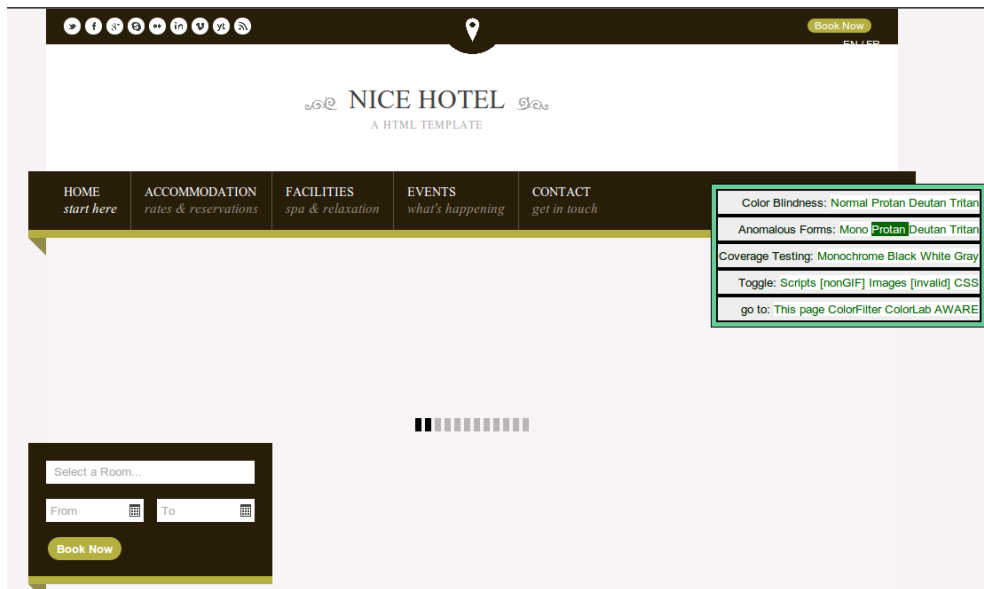 Book Now
EN / FR
NICE HOTEL
A HTML TEMPLATE
HOME ACCOMMODATION FACILITIES EVENTS CONTACT
start here rates & reservations spa & relaxation what's happening get in touch
Color Blindness: Normal Protan Deutan Tritan
Anomalous Forms: Mono Protan Deutan Tritan
Coverage Testing: Monochrome Black White Gray
Toggle: Scripts [nonGIF] Images [invalid] CSS
go to: This page ColorFilter ColorLab AWARE
Select a Room...
From To
Book Now